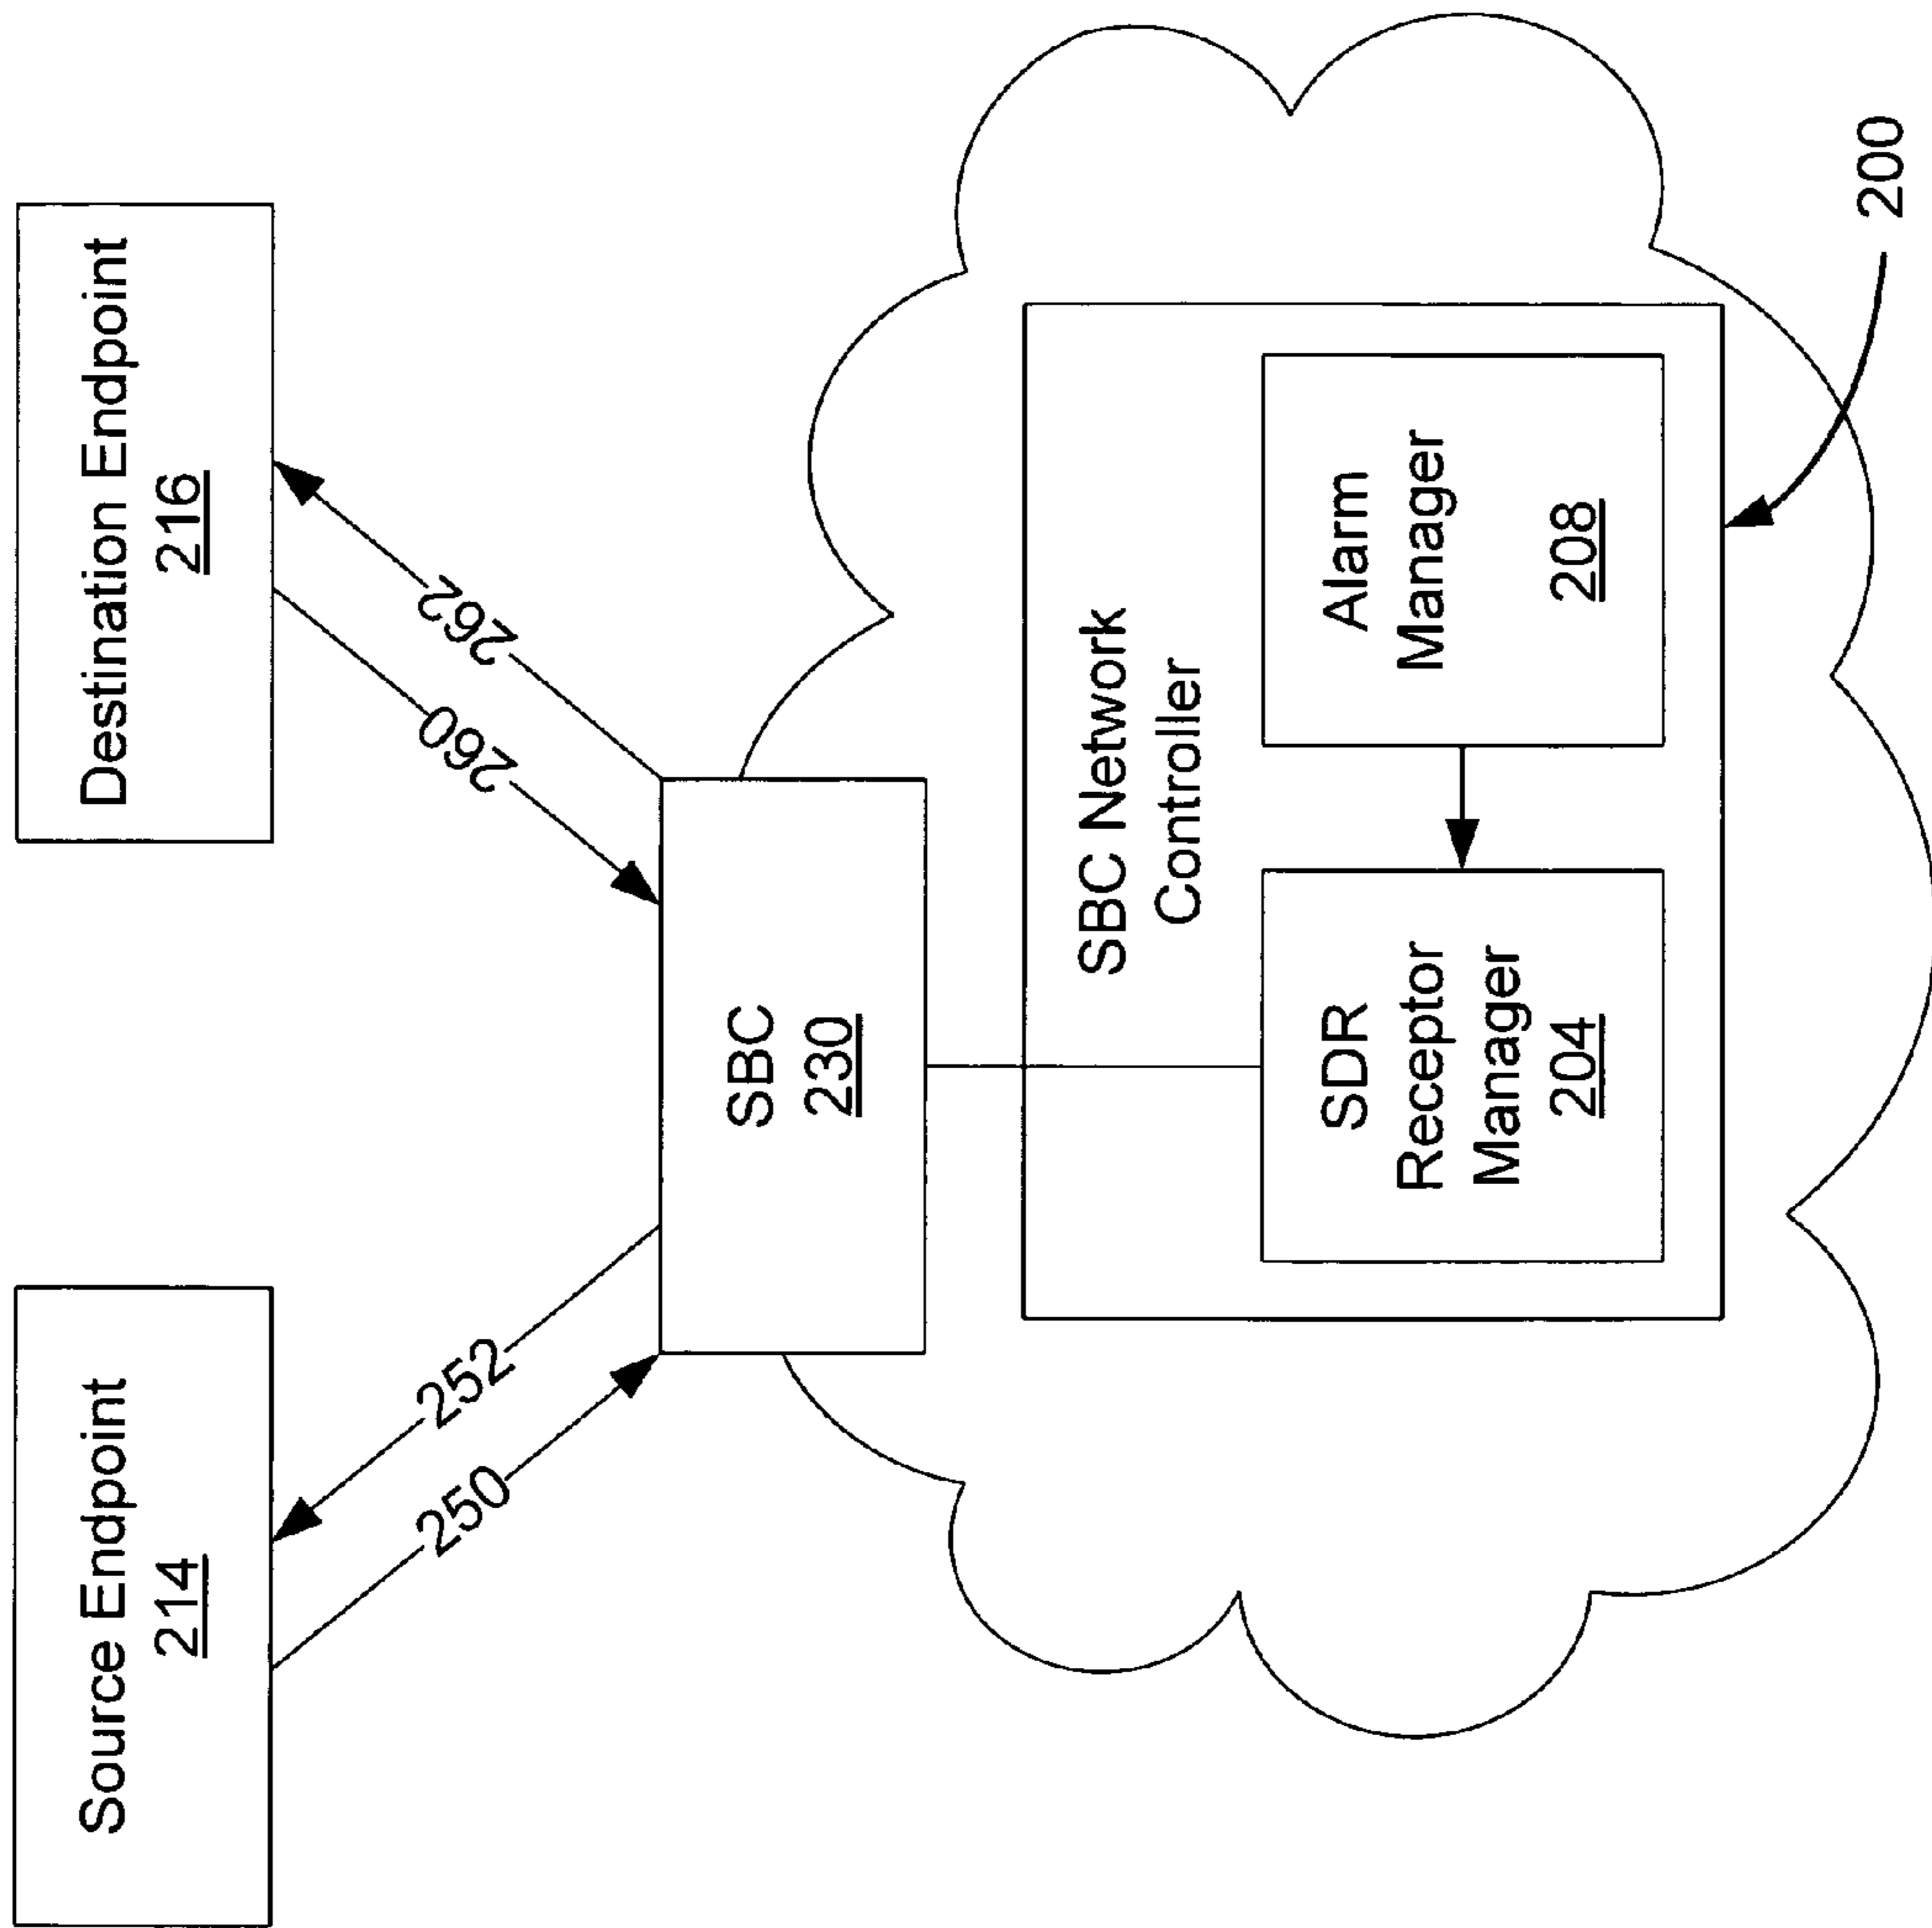 Source Endpoint
214
Destination Endpoint
216
252
250
260
262
SBC
230
SBC Network
Controller
SDR
Receptor
Manager
204
Alarm
Manager
208
200